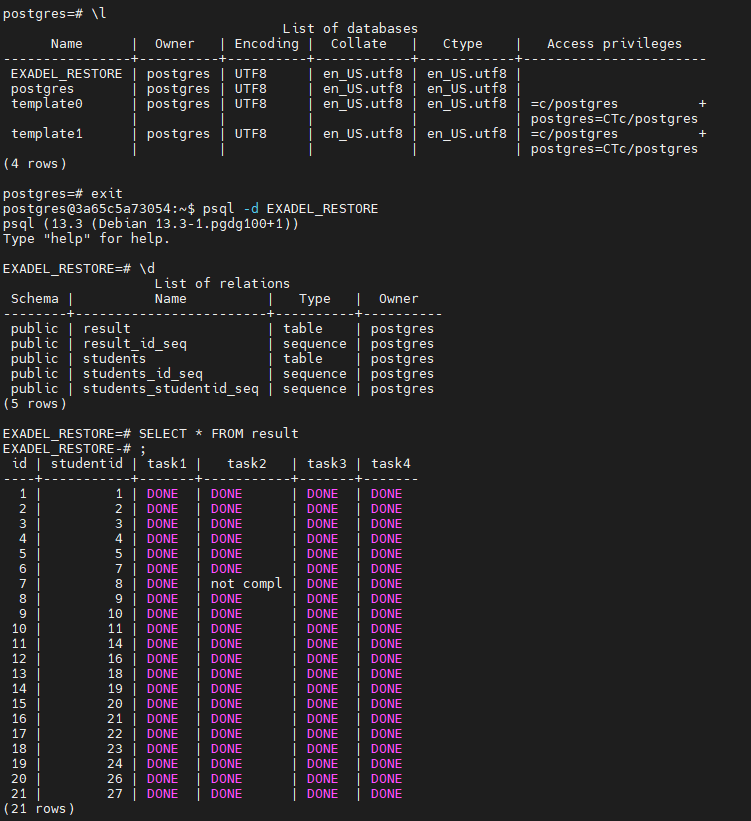 postgres=# \l
                                   List of databases
      Name       |  Owner   | Encoding |  Collate   |   Ctype    |   Access privileges
-----------------+----------+----------+------------+------------+-----------------------
 EXADEL_RESTORE | postgres | UTF8     | en_US.utf8 | en_US.utf8 |
 postgres       | postgres | UTF8     | en_US.utf8 | en_US.utf8 |
 template0      | postgres | UTF8     | en_US.utf8 | en_US.utf8 | =c/postgres          +
                |          |          |            |            | postgres=CTc/postgres
 template1      | postgres | UTF8     | en_US.utf8 | en_US.utf8 | =c/postgres          +
                |          |          |            |            | postgres=CTc/postgres
(4 rows)

postgres=# exit
postgres@3a65c5a73054:~$ psql -d EXADEL_RESTORE
psql (13.3 (Debian 13.3-1.pgdg100+1))
Type "help" for help.

EXADEL_RESTORE=# \d
                   List of relations
 Schema |          Name          |   Type   |  Owner
--------+------------------------+----------+----------
 public | result                 | table    | postgres
 public | result_id_seq          | sequence | postgres
 public | students               | table    | postgres
 public | students_id_seq        | sequence | postgres
 public | students_studentid_seq | sequence | postgres
(5 rows)

EXADEL_RESTORE=# SELECT * FROM result
EXADEL_RESTORE-# ;
 id | studentid | task1 |   task2   | task3 | task4
----+-----------+-------+-----------+-------+-------
  1 |         1 | DONE  | DONE      | DONE  | DONE
  2 |         2 | DONE  | DONE      | DONE  | DONE
  3 |         3 | DONE  | DONE      | DONE  | DONE
  4 |         4 | DONE  | DONE      | DONE  | DONE
  5 |         5 | DONE  | DONE      | DONE  | DONE
  6 |         7 | DONE  | DONE      | DONE  | DONE
  7 |         8 | DONE  | not compl | DONE  | DONE
  8 |         9 | DONE  | DONE      | DONE  | DONE
  9 |        10 | DONE  | DONE      | DONE  | DONE
 10 |        11 | DONE  | DONE      | DONE  | DONE
 11 |        14 | DONE  | DONE      | DONE  | DONE
 12 |        16 | DONE  | DONE      | DONE  | DONE
 13 |        18 | DONE  | DONE      | DONE  | DONE
 14 |        19 | DONE  | DONE      | DONE  | DONE
 15 |        20 | DONE  | DONE      | DONE  | DONE
 16 |        21 | DONE  | DONE      | DONE  | DONE
 17 |        22 | DONE  | DONE      | DONE  | DONE
 18 |        23 | DONE  | DONE      | DONE  | DONE
 19 |        24 | DONE  | DONE      | DONE  | DONE
 20 |        26 | DONE  | DONE      | DONE  | DONE
 21 |        27 | DONE  | DONE      | DONE  | DONE
(21 rows)